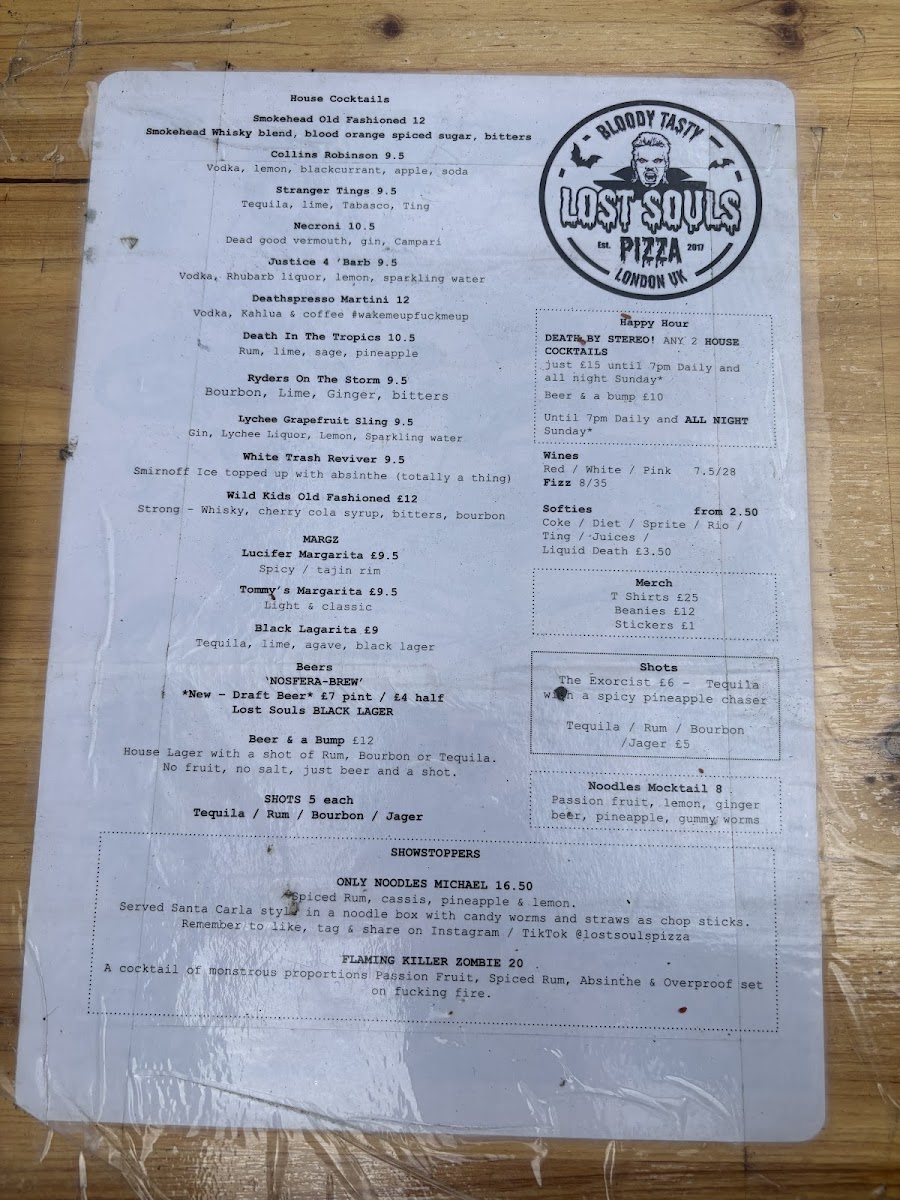 House Cocktails
Smokehead Old Fashioned 12
Smokehead Whisky blend, blood orange spiced sugar, bitters
Collins Robinson 9.5
Vodka, lemon, blackcurrant, apple, soda
Stranger Tings 9.5
Tequila, lime, Tabasco, Ting
Necroni 10.5
Dead good vermouth, gin, Campari
Justice 4 'Barb 9.5
Vodka, Rhubarb liquor, lemon, sparkling water
Deathspresso Martini 12
Vodka, Kahlua & coffee #wakemeupfuckmeup
Death In The Tropics 10.5
Rum, lime, sage, pineapple
Ryders On The Storm 9.5
Bourbon, Lime, Ginger, bitters
Lychee Grapefruit Sling 9.5
Gin, Lychee Liquor, Lemon, Sparkling water
White Trash Reviver 9.5
Smirnoff Ice topped up with absinthe (totally a thing)
Wild Kids Old Fashioned £12
Strong - Whisky, cherry cola syrup, bitters, bourbon
MARGZ
Lucifer Margarita £9.5
Spicy / tajin rim
Tommy's Margarita £9.5
Light & classic
Black Lagarita £9
Tequila, lime, agave, black lager
Beers
'NOSFERA-BREW'
*New – Draft Beer* £7 pint / £4 half
Lost Souls BLACK LAGER
Beer & a Bump £12
House Lager with a shot of Rum, Bourbon or Tequila.
No fruit, no salt, just beer and a shot.
SHOTS 5 each
Tequila / Rum / Bourbon / Jager
BLOODY TASTY
LOST SOULS
Est. PIZZA 2017
LONDON UK
Happy Hour
DEATH BY STEREO! ANY 2 HOUSE
COCKTAILS
just £15 until 7pm Daily and
all night Sunday*
Beer & a bump £10
Until 7pm Daily and ALL NIGHT
Sunday*
Wines
Red / White / Pink 7.5/28
Fizz 8/35
Softies from 2.50
Coke / Diet / Sprite / Rio /
Ting / Juices /
Liquid Death £3.50
Merch
T Shirts £25
Beanies £12
Stickers £1
Shots
The Exorcist £6 – Tequila
with a spicy pineapple chaser
Tequila / Rum / Bourbon
/Jager £5
Noodles Mocktail 8
Passion fruit, lemon, ginger
beer, pineapple, gummy worms
SHOWSTOPPERS
ONLY NOODLES MICHAEL 16.50
Spiced Rum, cassis, pineapple & lemon.
Served Santa Carla style in a noodle box with candy worms and straws as chop sticks.
Remember to like, tag & share on Instagram / TikTok @lostsoulspizza
FLAMING KILLER ZOMBIE 20
A cocktail of monstrous proportions Passion Fruit, Spiced Rum, Absinthe & Overproof set
on fucking fire.